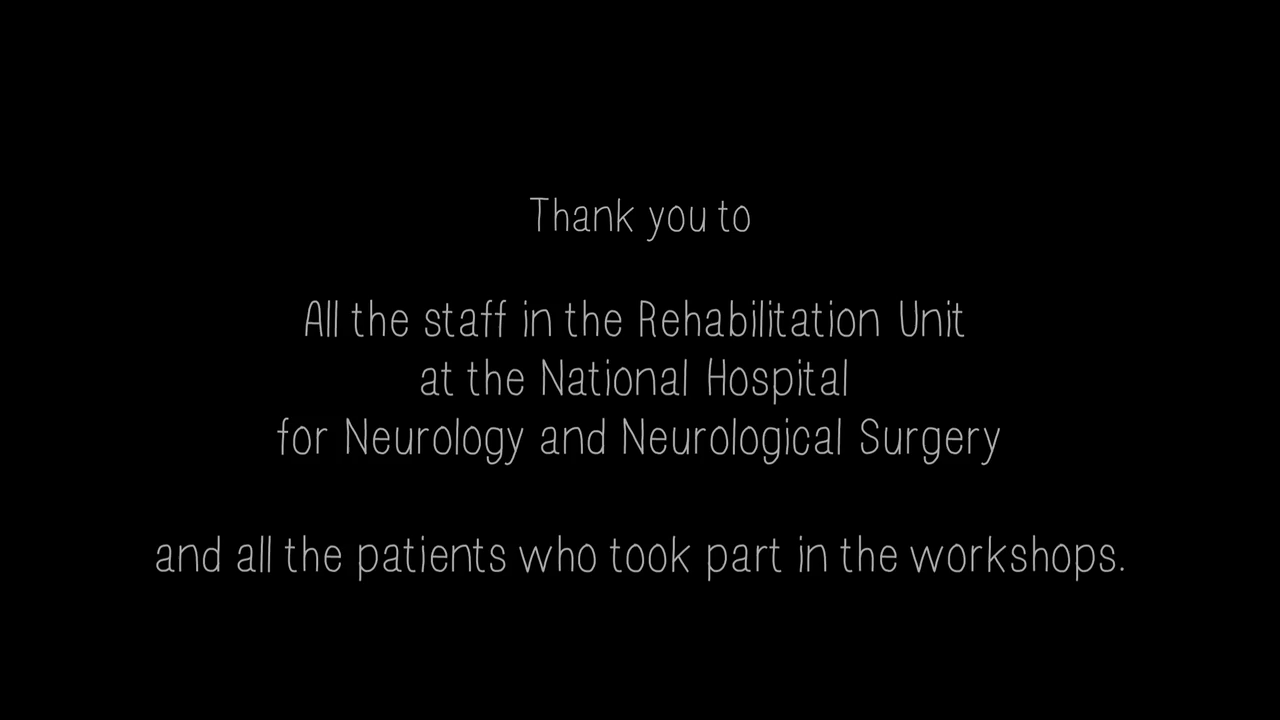 Thank you to
All the staff in the Rehabilitation Unit
at the National Hospital
for Neurology and Neurological Surgery
and all the patients who took part in the workshops.